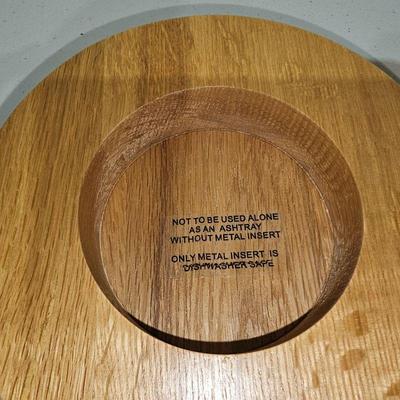 NOT TO BE USED ALONE
AS AN ASHTRAY
WITHOUT METAL INSERT
ONLY METAL INSERT IS
DISHWASHER SAFE